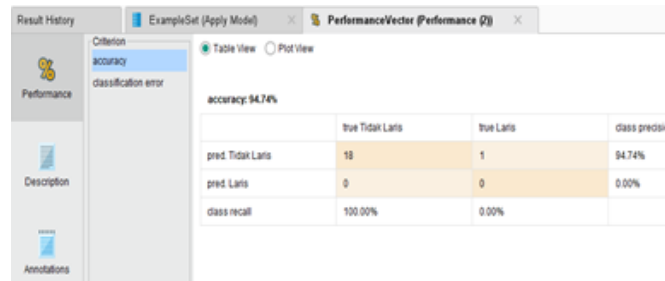 Result History
ExampleSet (Apply Model)
PerformanceVector (Performance (2))
Criterion
accuracy
classification error
Table View
Plot View
Performance
Description
Annotations
accuracy: 94.74%
true Tidak Laris true Laris class precisi
pred. Tidak Laris 18 1 94.74%
pred. Laris 0 0 0.00%
class recall 100.00% 0.00%